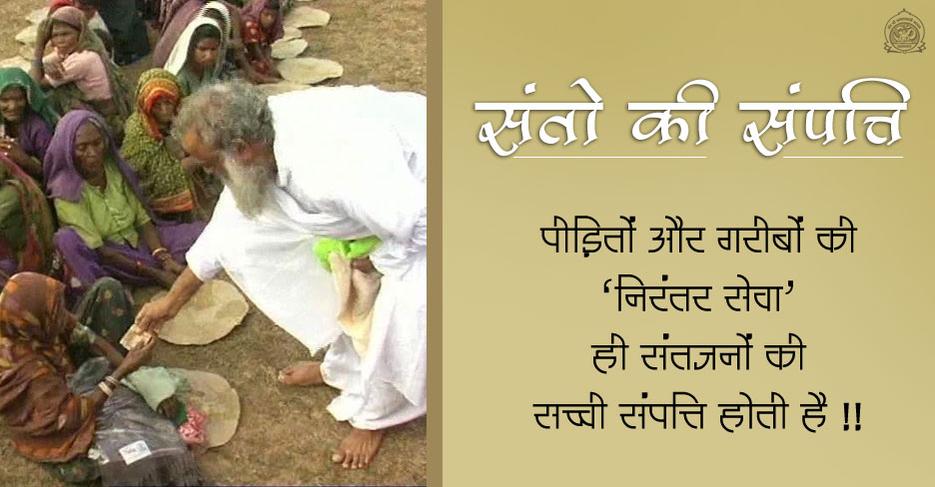 संतो की संपत्ति
पीड़ितों और गरीबों की
‘निरंतर सेवा’
ही संतजनों की
सच्ची संपत्ति होती है !!